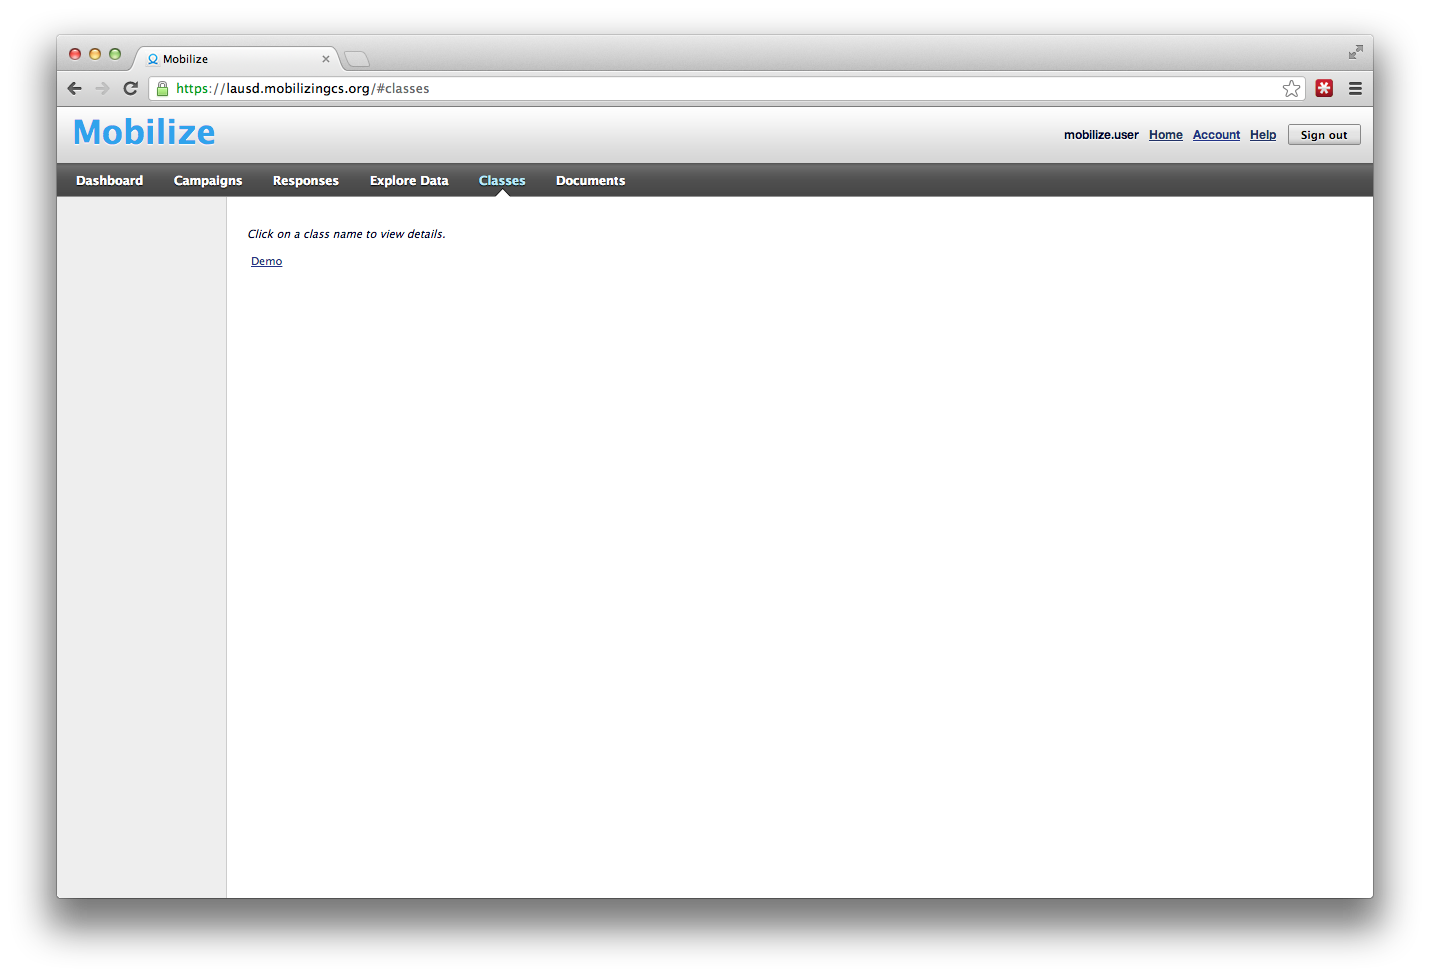 Mobilize
https://lausd.mobilizingcs.org/#classes
Mobilize
mobilize.user Home Account Help Sign out
Dashboard Campaigns Responses Explore Data Classes Documents
Click on a class name to view details.
Demo